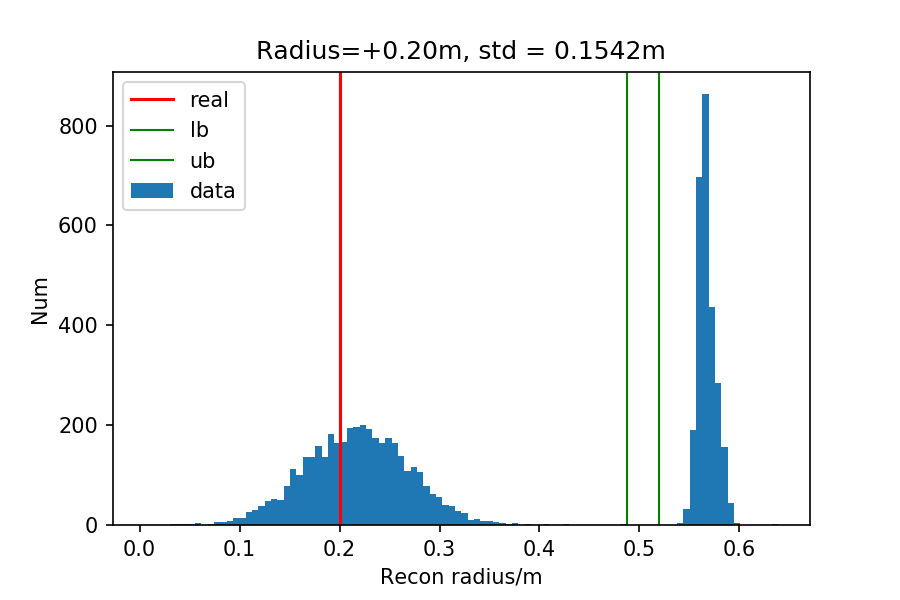 Radius=+0.20m, std = 0.1542m
real
lb
ub
data
800
600
400
200
0
Num
0.0 0.1 0.2 0.3 0.4 0.5 0.6
Recon radius/m